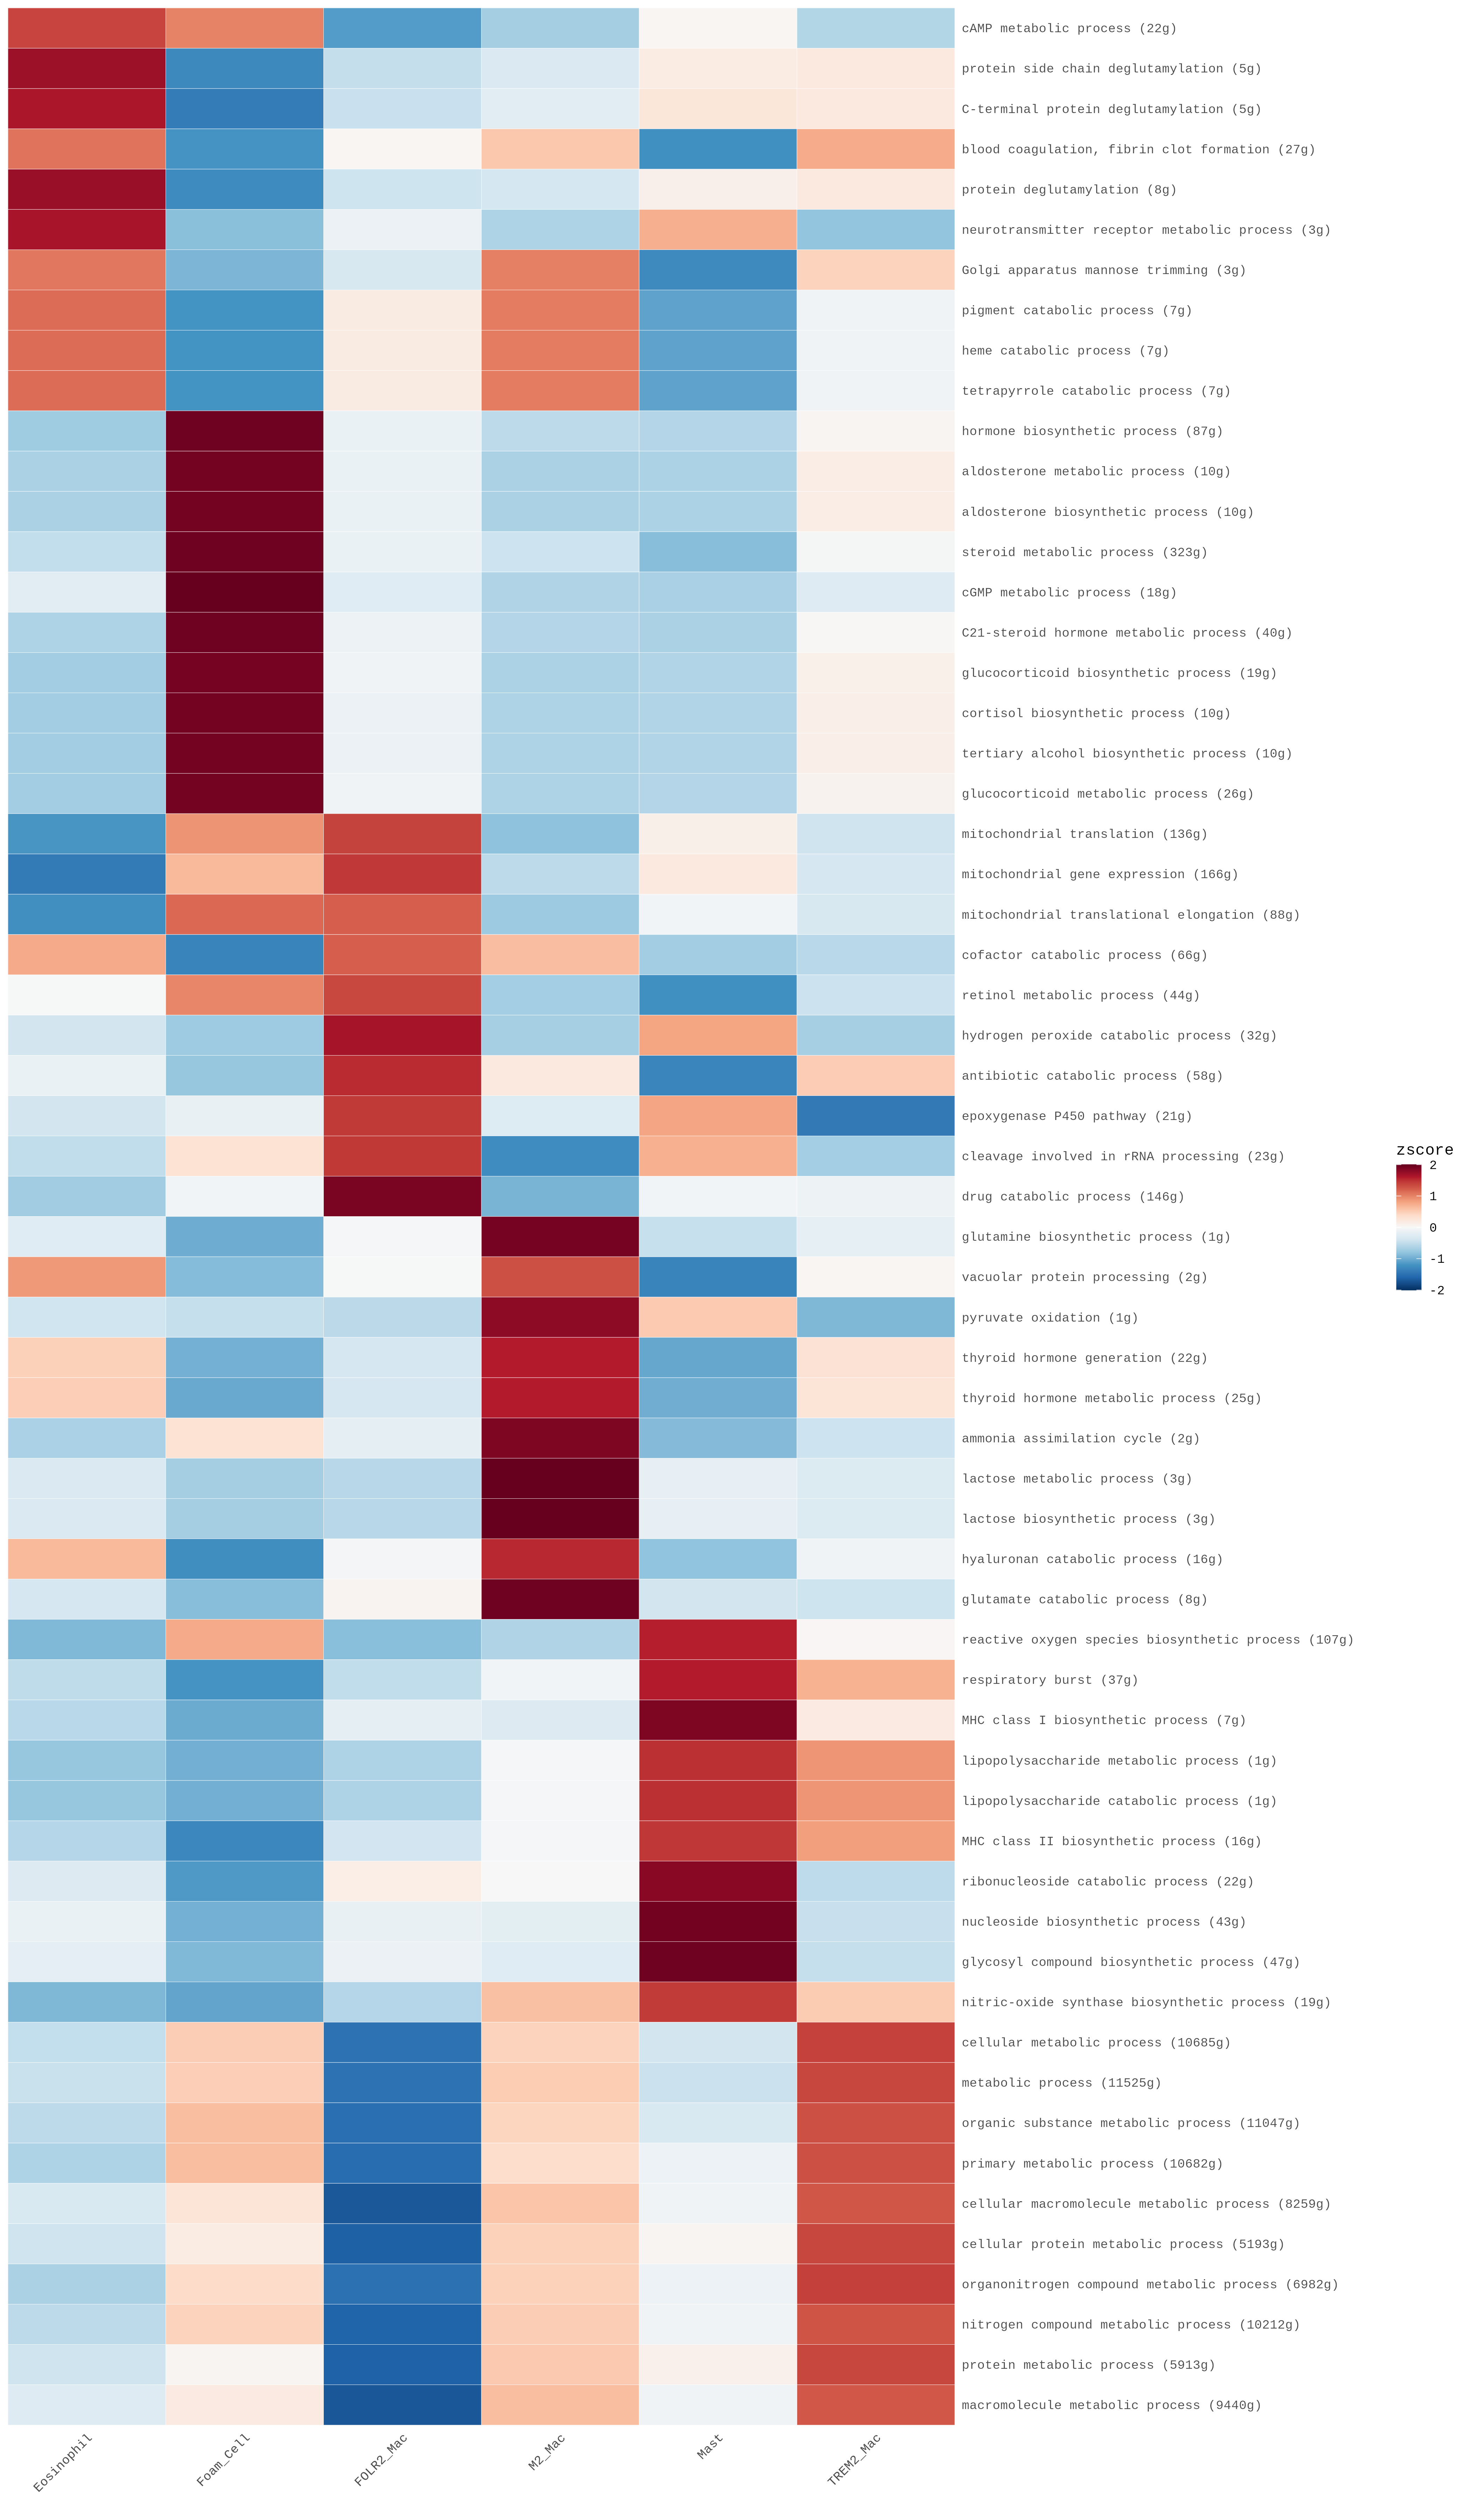 cAMP metabolic process (22g)
protein side chain deglutamylation (5g)
C-terminal protein deglutamylation (5g)
blood coagulation, fibrin clot formation (27g)
protein deglutamylation (8g)
neurotransmitter receptor metabolic process (3g)
Golgi apparatus mannose trimming (3g)
pigment catabolic process (7g)
heme catabolic process (7g)
tetrapyrrole catabolic process (7g)
hormone biosynthetic process (87g)
aldosterone metabolic process (10g)
aldosterone biosynthetic process (10g)
steroid metabolic process (323g)
cGMP metabolic process (18g)
C21-steroid hormone metabolic process (40g)
glucocorticoid biosynthetic process (19g)
cortisol biosynthetic process (10g)
tertiary alcohol biosynthetic process (10g)
glucocorticoid metabolic process (26g)
mitochondrial translation (136g)
mitochondrial gene expression (166g)
mitochondrial translational elongation (88g)
cofactor catabolic process (66g)
retinol metabolic process (44g)
hydrogen peroxide catabolic process (32g)
antibiotic catabolic process (58g)
epoxygenase P450 pathway (21g)
cleavage involved in rRNA processing (23g)
drug catabolic process (146g)
glutamine biosynthetic process (1g)
vacuolar protein processing (2g)
pyruvate oxidation (1g)
thyroid hormone generation (22g)
thyroid hormone metabolic process (25g)
ammonia assimilation cycle (2g)
lactose metabolic process (3g)
lactose biosynthetic process (3g)
hyaluronan catabolic process (16g)
glutamate catabolic process (8g)
reactive oxygen species biosynthetic process (107g)
respiratory burst (37g)
MHC class I biosynthetic process (7g)
lipopolysaccharide metabolic process (1g)
lipopolysaccharide catabolic process (1g)
MHC class II biosynthetic process (16g)
ribonucleoside catabolic process (22g)
nucleoside biosynthetic process (43g)
glycosyl compound biosynthetic process (47g)
nitric-oxide synthase biosynthetic process (19g)
cellular metabolic process (10685g)
metabolic process (11525g)
organic substance metabolic process (11047g)
primary metabolic process (10682g)
cellular macromolecule metabolic process (8259g)
cellular protein metabolic process (5193g)
organonitrogen compound metabolic process (6982g)
nitrogen compound metabolic process (10212g)
protein metabolic process (5913g)
macromolecule metabolic process (9440g)
Eosinophil
Foam_Cell
FOLR2_Mac
M2_Mac
Mast
TREM2_Mac
zscore
2
1
0
-1
-2